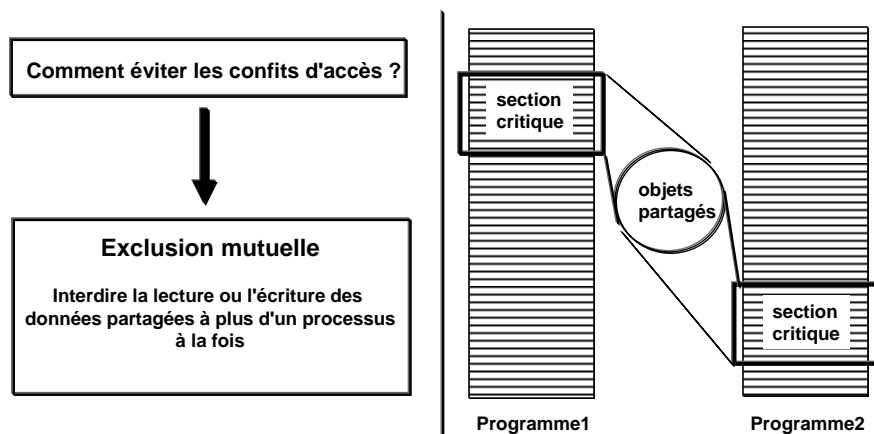 Comment éviter les confits d'accès ?
Exclusion mutuelle
Interdire la lecture ou l'écriture des
données partagées à plus d'un processus
à la fois
section
critique
objets
partagés
section
critique
Programme1
Programme2